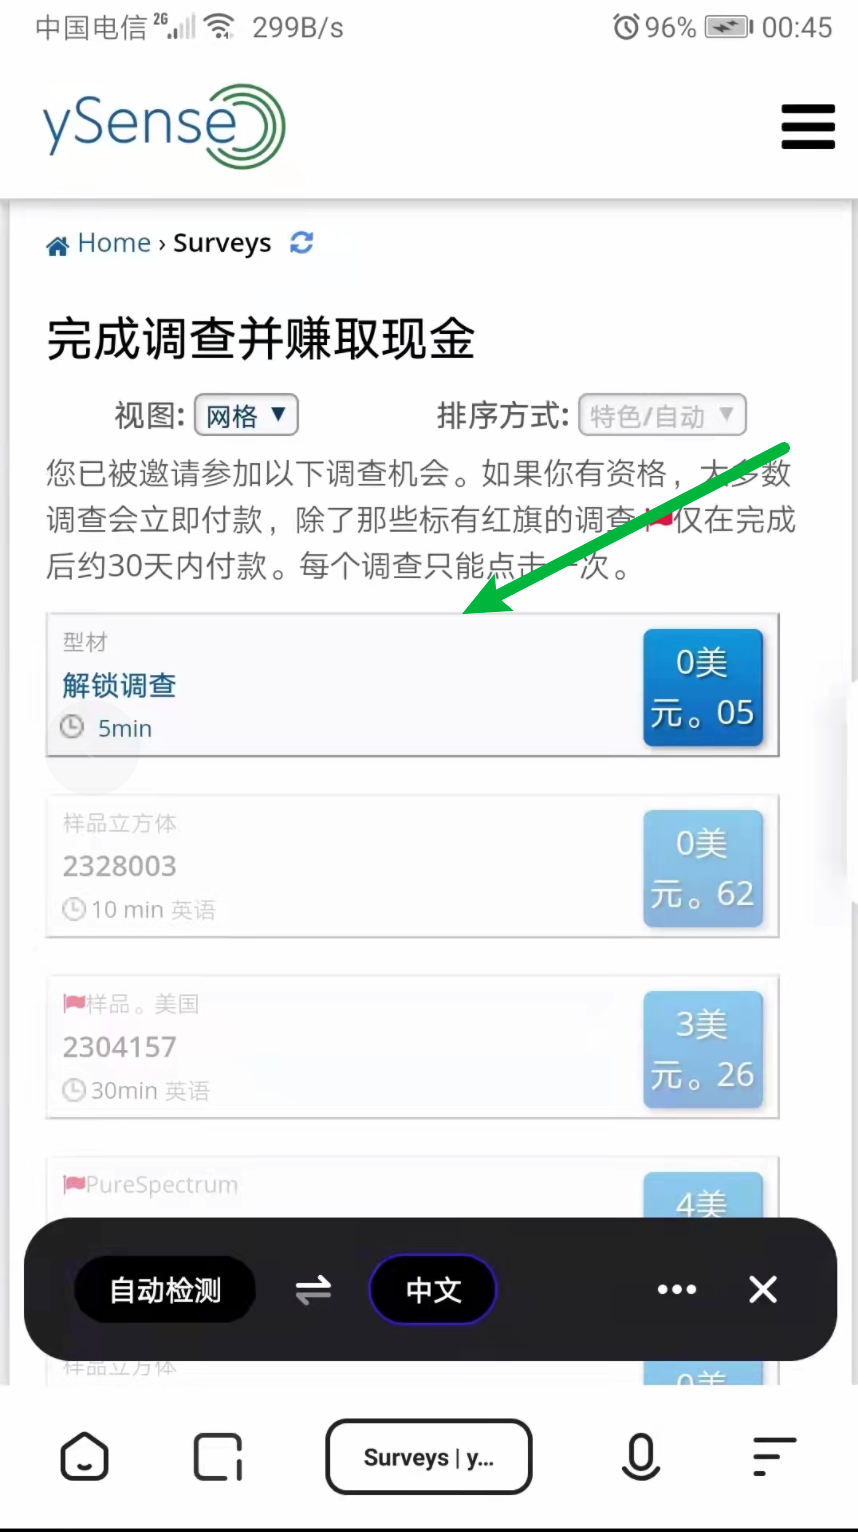 中国电信 2G 299B/s 96% 00:45
ySense
Home › Surveys
完成调查并赚取现金
视图: 网格 ▼ 排序方式: 特色/自动 ▼
您已被邀请参加以下调查机会。如果你有资格，大多数
调查会立即付款，除了那些标有红旗的调查 仅在完成
后约30天内付款。每个调查只能点击一次。
型材
解锁调查
5min
0美
元。05
样品立方体
2328003
10 min 英语
0美
元。62
样品。美国
2304157
30min 英语
3美
元。26
PureSpectrum
4美
自动检测 中文
样品立方体
0美
Surveys | y...